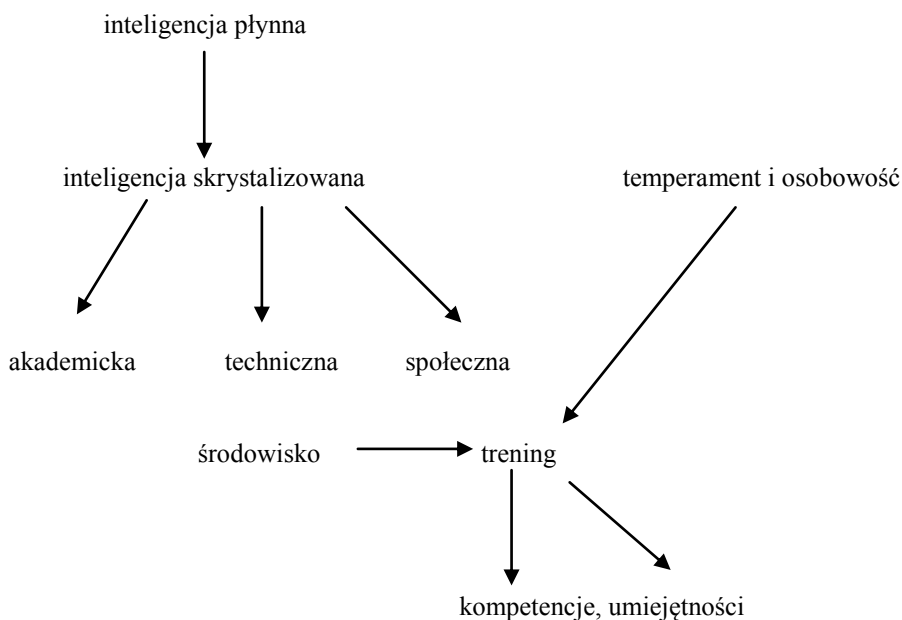 inteligencja płynna
inteligencja skrystalizowana
temperament i osobowość
akademicka
techniczna
społeczna
środowisko
trening
kompetencje, umiejętności